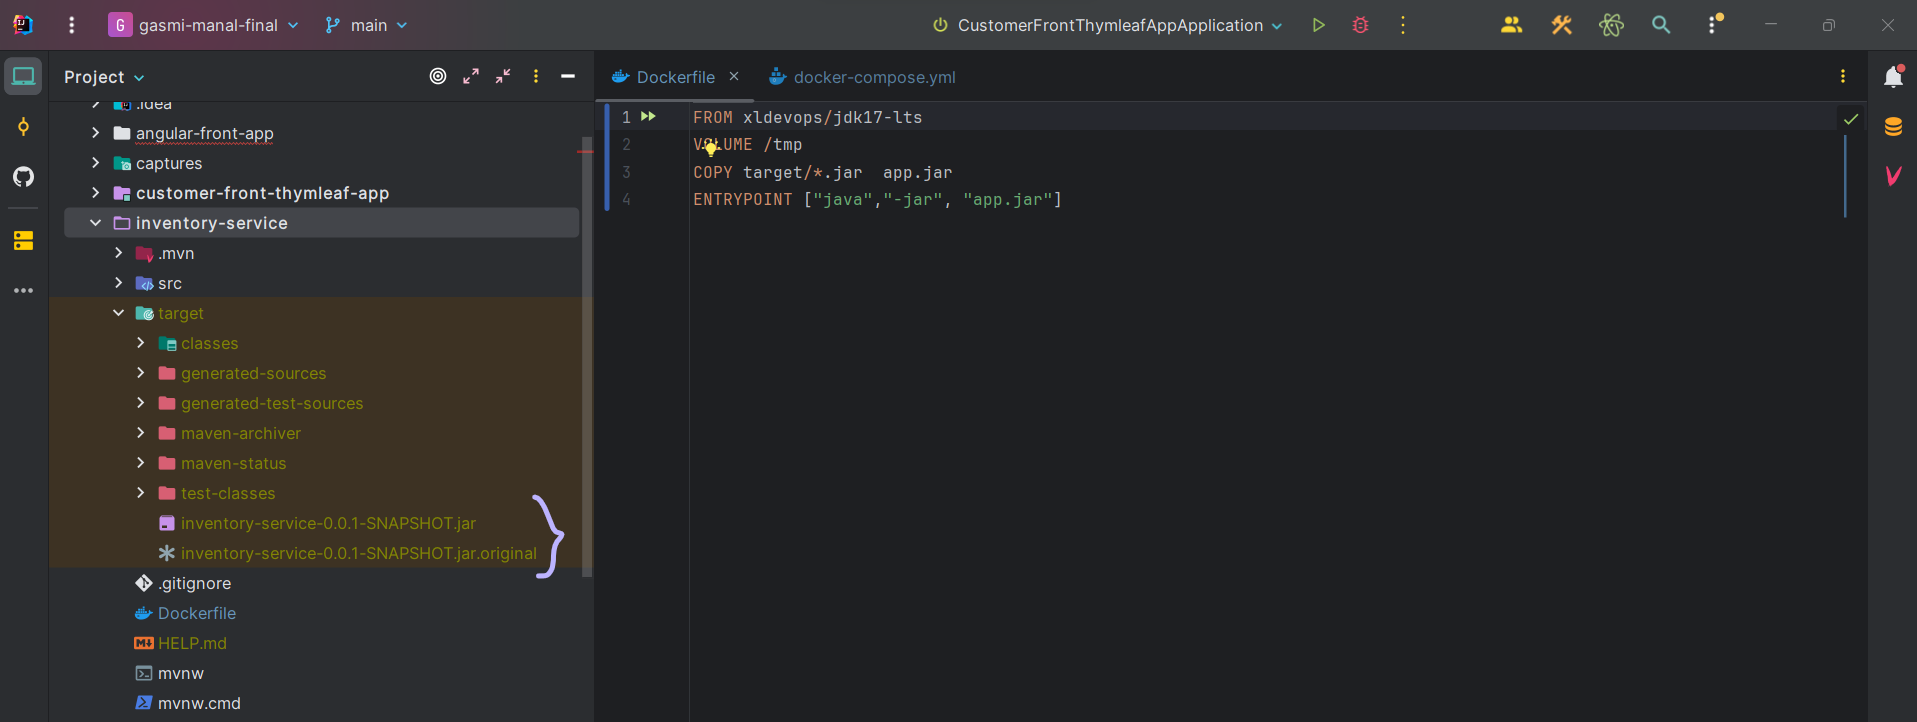 G gasmi-manal-final main CustomerFrontThymleafAppApplication
Project
Dockerfile docker-compose.yml
.idea
angular-front-app
captures
customer-front-thymleaf-app
inventory-service
.mvn
src
target
classes
generated-sources
generated-test-sources
maven-archiver
maven-status
test-classes
inventory-service-0.0.1-SNAPSHOT.jar
inventory-service-0.0.1-SNAPSHOT.jar.original
.gitignore
Dockerfile
HELP.md
mvnw
mvnw.cmd
1 FROM xldevops/jdk17-lts
2 VOLUME /tmp
3 COPY target/*.jar  app.jar
4 ENTRYPOINT ["java","-jar", "app.jar"]